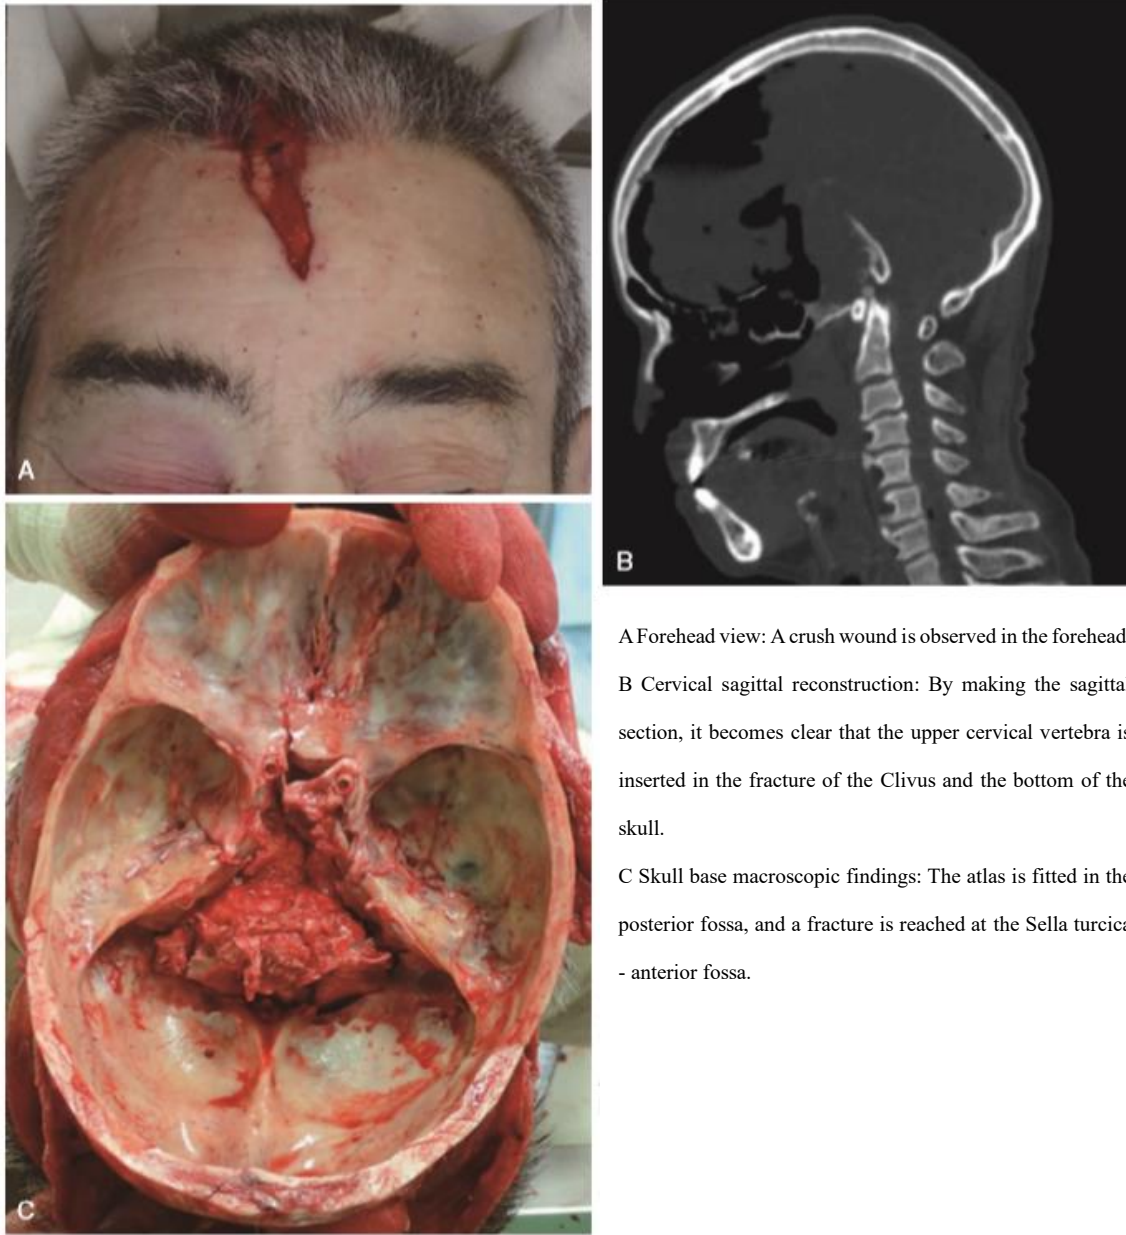 A
B
C
A Forehead view: A crush wound is observed in the forehead
B Cervical sagittal reconstruction: By making the sagittal
section, it becomes clear that the upper cervical vertebra is
inserted in the fracture of the Clivus and the bottom of the
skull.
C Skull base macroscopic findings: The atlas is fitted in the
posterior fossa, and a fracture is reached at the Sella turcica
- anterior fossa.